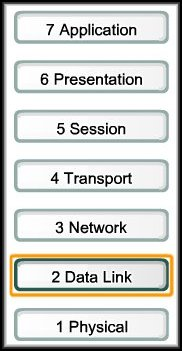 7 Application
6 Presentation
5 Session
4 Transport
3 Network
2 Data Link
1 Physical